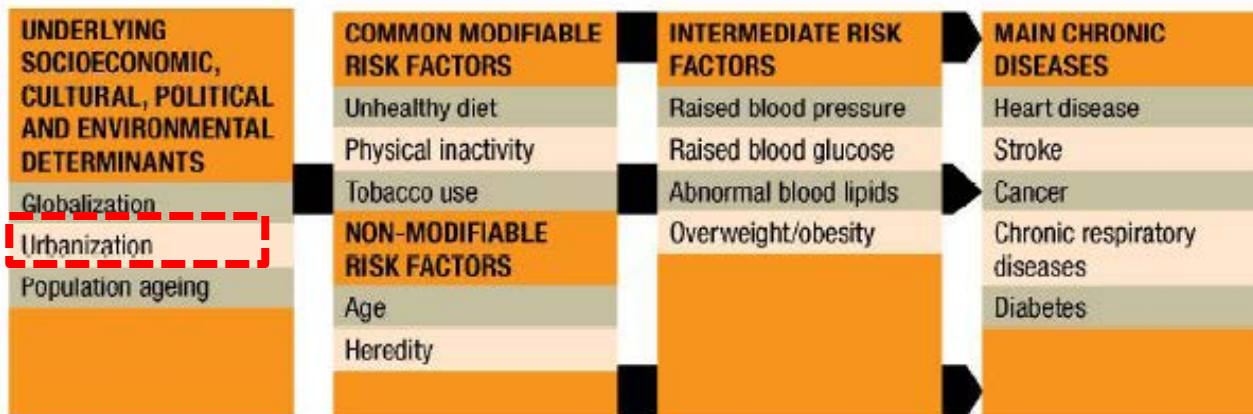 UNDERLYING
SOCIOECONOMIC,
CULTURAL, POLITICAL
AND ENVIRONMENTAL
DETERMINANTS
Globalization
Urbanization
Population ageing
COMMON MODIFIABLE
RISK FACTORS
Unhealthy diet
Physical inactivity
Tobacco use
NON-MODIFIABLE
RISK FACTORS
Age
Heredity
INTERMEDIATE RISK
FACTORS
Raised blood pressure
Raised blood glucose
Abnormal blood lipids
Overweight/obesity
MAIN CHRONIC
DISEASES
Heart disease
Stroke
Cancer
Chronic respiratory
diseases
Diabetes